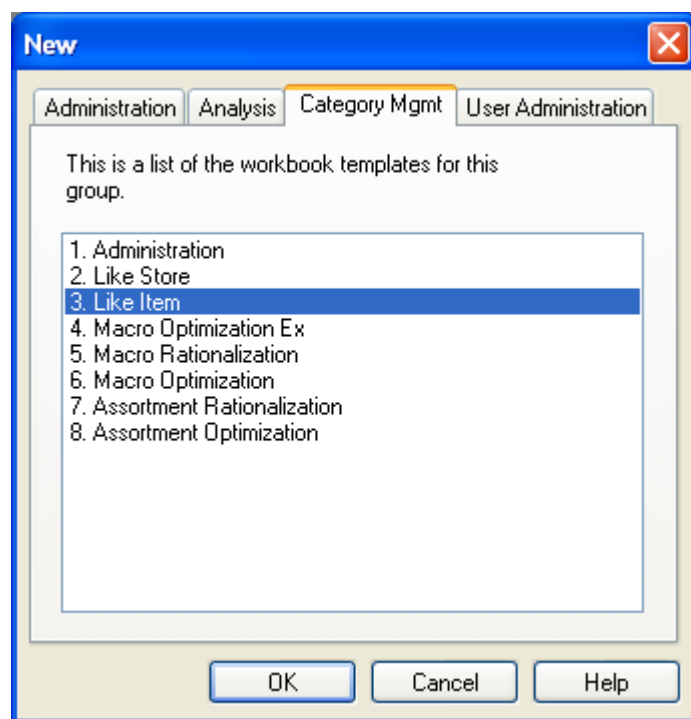 New
Administration Analysis Category Mgmt User Administration
This is a list of the workbook templates for this
group.
1. Administration
2. Like Store
3. Like Item
4. Macro Optimization Ex
5. Macro Rationalization
6. Macro Optimization
7. Assortment Rationalization
8. Assortment Optimization
OK Cancel Help